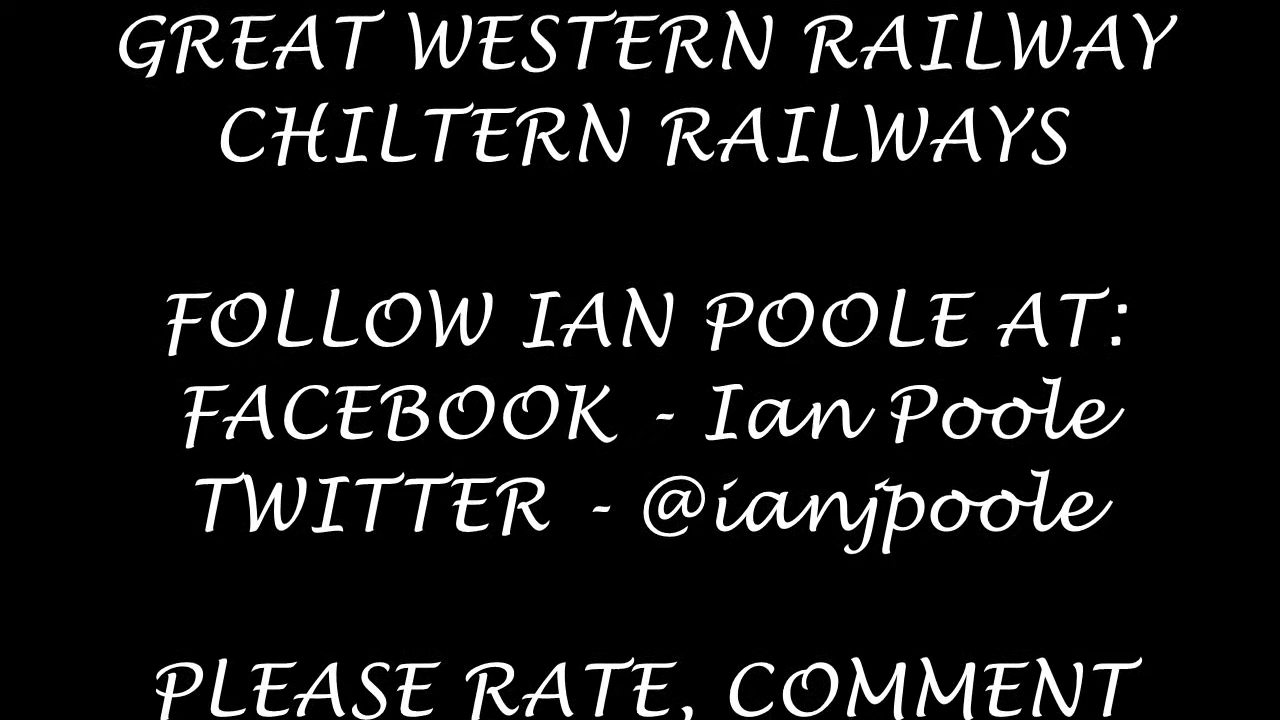 GREAT WESTERN RAILWAY
CHILTERN RAILWAYS
FOLLOW IAN POOLE AT:
FACEBOOK - Ian Poole
TWITTER - @ianjpoole
PLEASE RATE, COMMENT